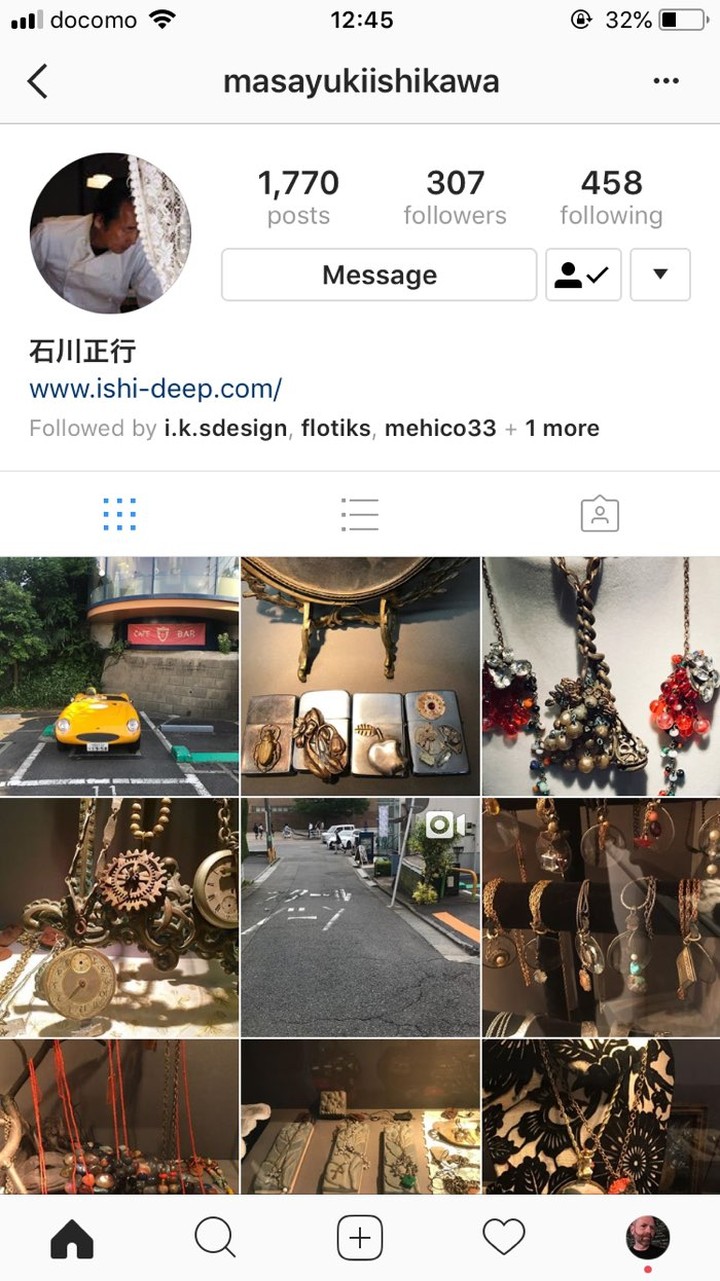 docomo 12:45 32%
masayukiishikawa
1,770 307 458
posts followers following
Message
石川正行
www.ishi-deep.com/
Followed by i.k.sdesign, flotiks, mehico33 + 1 more
CAFE BAR
11